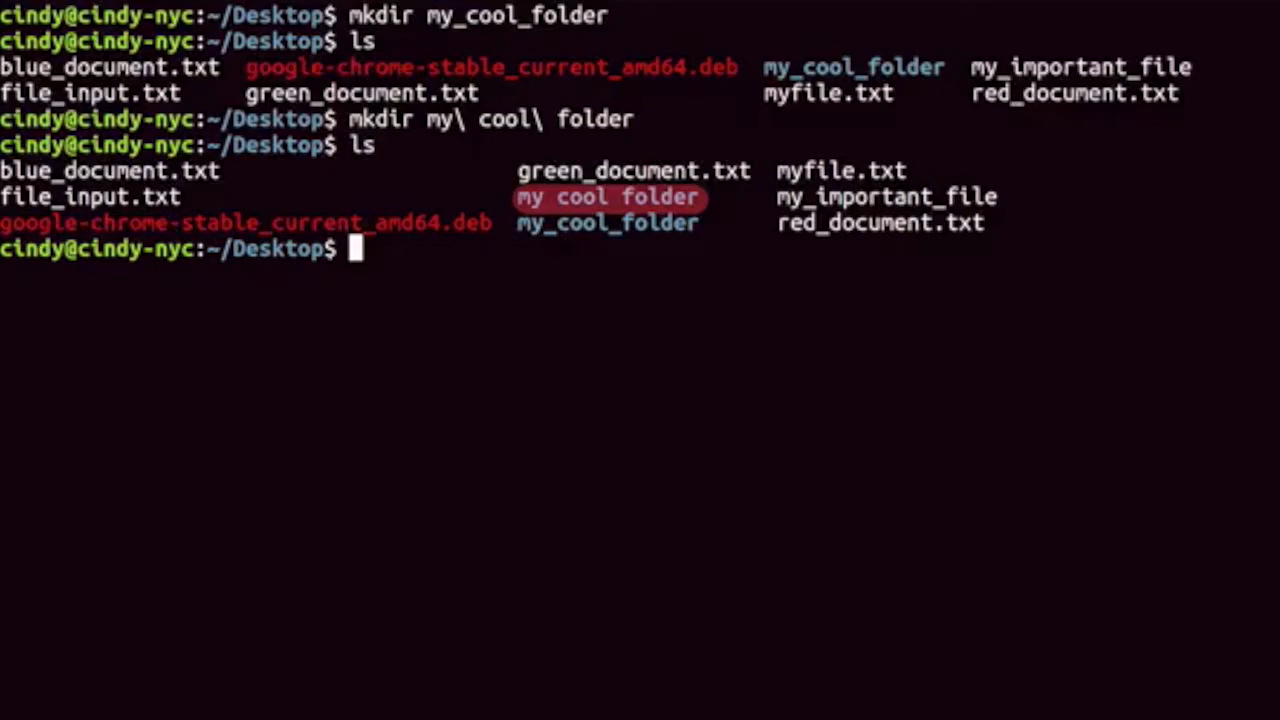 cindy@cindy-nyc:~/Desktop$ mkdir my_cool_folder
cindy@cindy-nyc:~/Desktop$ ls
blue_document.txt  google-chrome-stable_current_amd64.deb  my_cool_folder  my_important_file
file_input.txt     green_document.txt                      myfile.txt      red_document.txt
cindy@cindy-nyc:~/Desktop$ mkdir my\ cool\ folder
cindy@cindy-nyc:~/Desktop$ ls
blue_document.txt                       green_document.txt  myfile.txt
file_input.txt                          my cool folder      my_important_file
google-chrome-stable_current_amd64.deb  my_cool_folder      red_document.txt
cindy@cindy-nyc:~/Desktop$